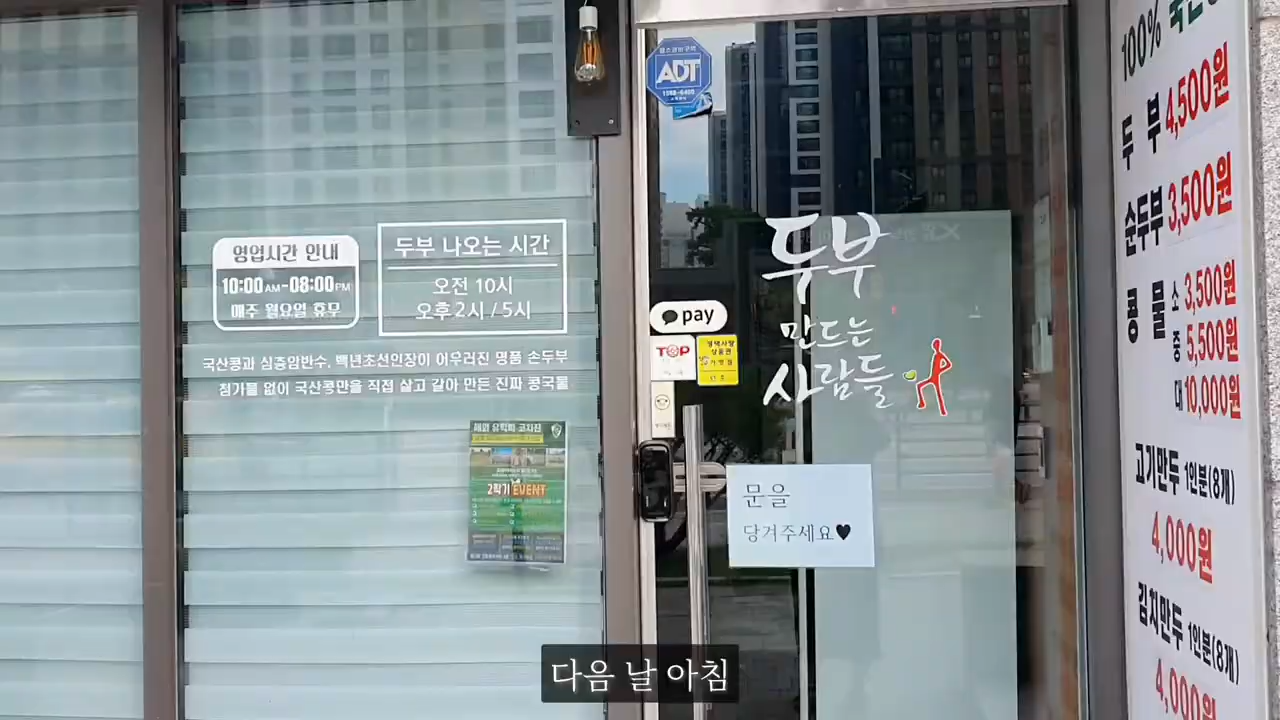 영업시간 안내
10:00AM-08:00PM
매주 월요일 휴무
두부 나오는 시간
오전 10시
오후 2시 / 5시
국산콩과 심층암반수, 백년초선인장이 어우러진 명품 손두부
첨가물 없이 국산콩만을 직접 삶고 갈아 만든 진짜 콩국물
2학기 EVENT
ADT
pay
TOP
두부
만드는
사람들
문을
당겨주세요♥
100%
두 부 4,500원
순두부 3,500원
콩 물 소 3,500원
중 5,500원
대 10,000원
고기만두 1인분(8개)
4,000원
김치만두 1인분(8개)
4,000원
다음 날 아침